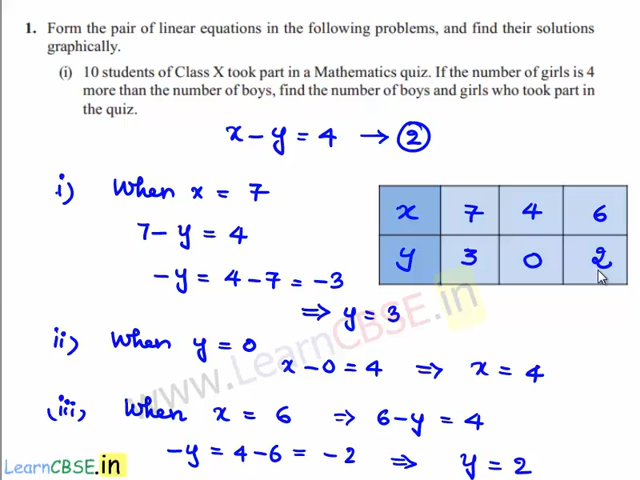 1. Form the pair of linear equations in the following problems, and find their solutions
graphically.
(i) 10 students of Class X took part in a Mathematics quiz. If the number of girls is 4
more than the number of boys, find the number of boys and girls who took part in
the quiz.
x - y = 4 → ②
i) When x = 7
7 - y = 4
-y = 4 - 7 = -3
⇒ y = 3
x 7 4 6
y 3 0 2
ii) When y = 0
x - 0 = 4 ⇒ x = 4
(iii) When x = 6 ⇒ 6 - y = 4
-y = 4 - 6 = -2 ⇒ y = 2
www.LearnCBSE.in
LearnCBSE.in